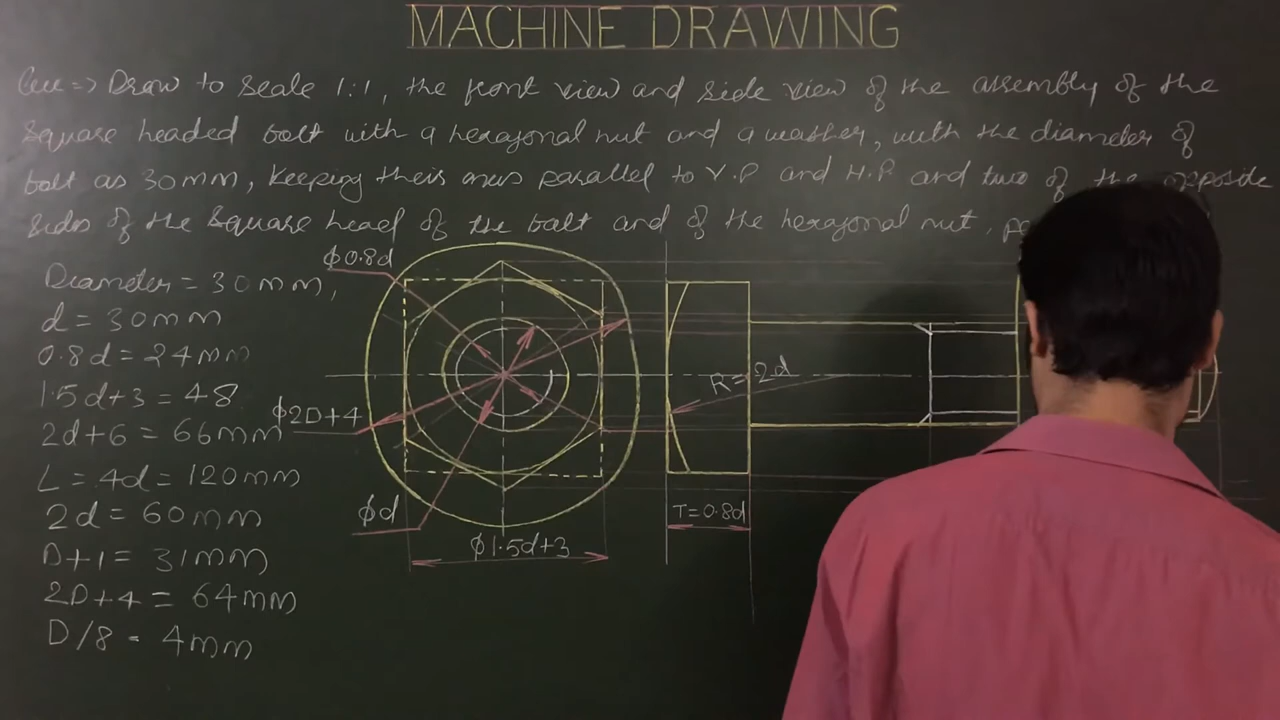 MACHINE DRAWING
Que => Draw to Scale 1:1, the front view and side view of the assembly of the
square headed bolt with a hexagonal nut and a washer, with the diameter of
bolt as 30MM, keeping their axes parallel to V.P and H.P and two of the opposite
sides of the square head of the bolt and of the hexagonal nut,
Diameter = 30mm,
d = 30mm
0.8d = 24mm
1.5d+3 = 48
2d+6 = 66mm
L = 4d = 120mm
2d = 60mm
D+1 = 31mm
2D+4 = 64mm
D/8 = 4mm
ϕ0.8d
ϕ2D+4
ϕd
ϕ1.5d+3
R=2d
T=0.8d